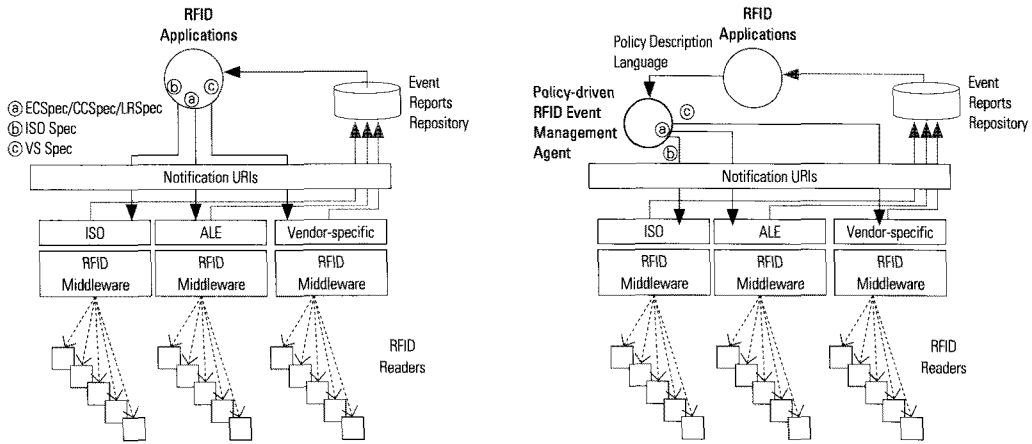 RFID
Applications
ⓑ
ⓐ
ⓒ
ⓐ ECSpec/CCSpec/LRSpec
ⓑ ISO Spec
ⓒ VS Spec
Event
Reports
Repository
Notification URIs
ISO
ALE
Vendor-specific
RFID
Middleware
RFID
Middleware
RFID
Middleware
RFID
Readers
RFID
Applications
Policy Description
Language
Policy-driven
RFID Event
Management
Agent
ⓒ
ⓐ
ⓑ
Event
Reports
Repository
Notification URIs
ISO
ALE
Vendor-specific
RFID
Middleware
RFID
Middleware
RFID
Middleware
RFID
Readers